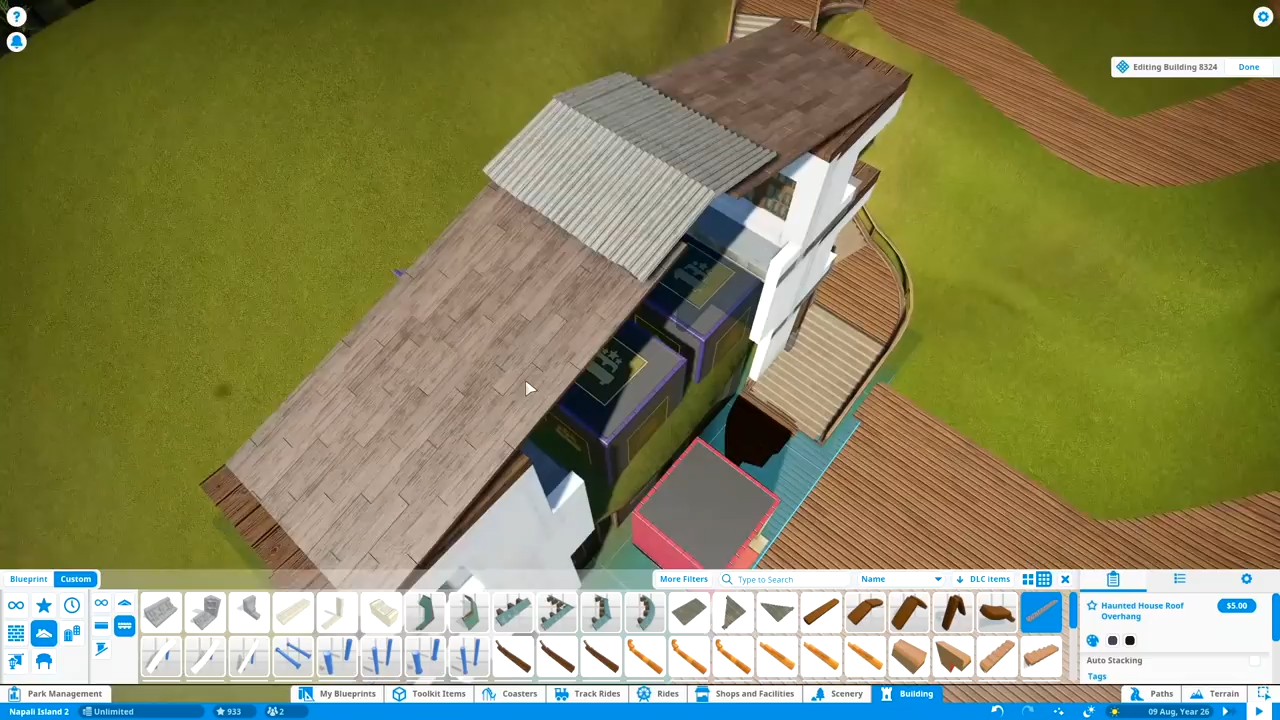 Editing Building 8324 Done
Blueprint Custom More Filters Type to Search Name DLC items
Haunted House Roof Overhang $5.00
Auto Stacking
Tags
Park Management My Blueprints Toolkit Items Coasters Track Rides Rides Shops and Facilities Scenery Building Paths Terrain
Napali Island 2 Unlimited 933 2 09 Aug, Year 26